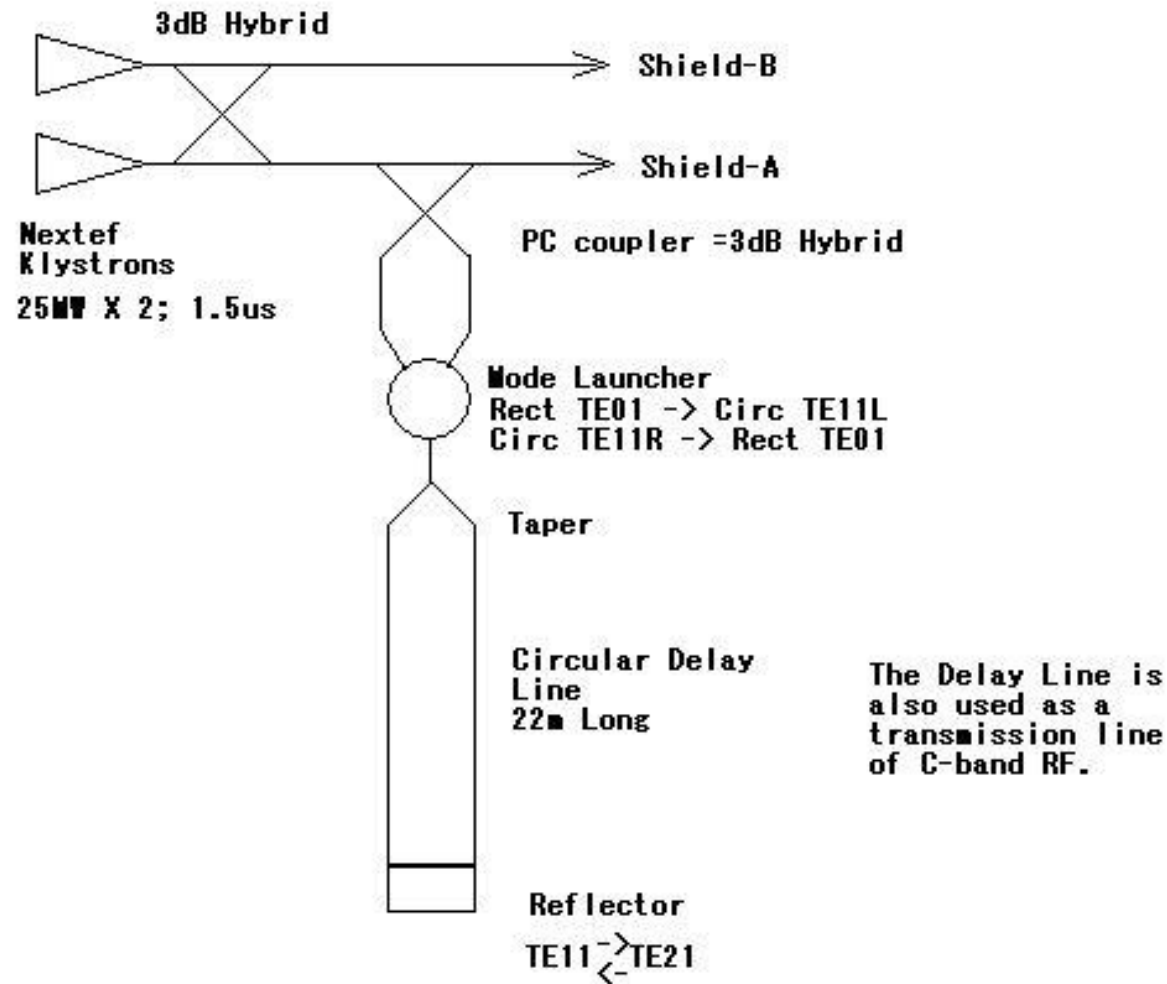 3dB Hybrid
Shield-B
Shield-A
Nextef
Klystrons
25MW X 2; 1.5us
PC coupler =3dB Hybrid
Mode Launcher
Rect TE01 -> Circ TE11L
Circ TE11R -> Rect TE01
Taper
Circular Delay
Line
22m Long
The Delay Line is
also used as a
transmission line
of C-band RF.
Reflector
TE11 -> <- TE21